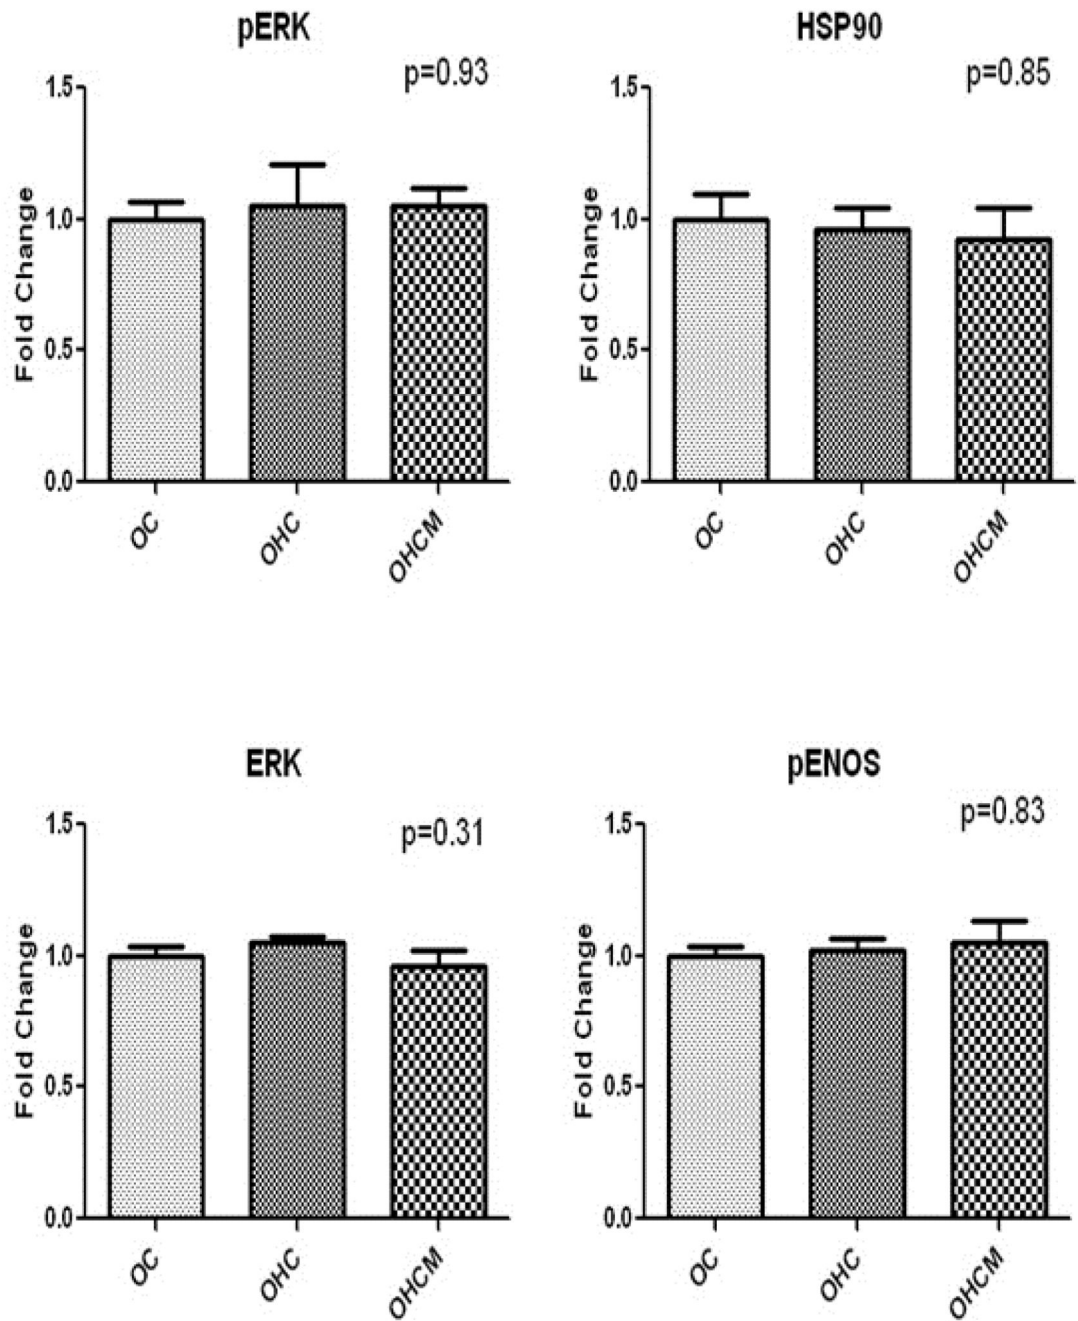 pERK
p=0.93
1.5
1.0
0.5
0.0
Fold Change
OC
OHC
OHCM
HSP90
p=0.85
1.5
1.0
0.5
0.0
Fold Change
OC
OHC
OHCM
ERK
p=0.31
1.5
1.0
0.5
0.0
Fold Change
OC
OHC
OHCM
pENOS
p=0.83
1.5
1.0
0.5
0.0
Fold Change
OC
OHC
OHCM